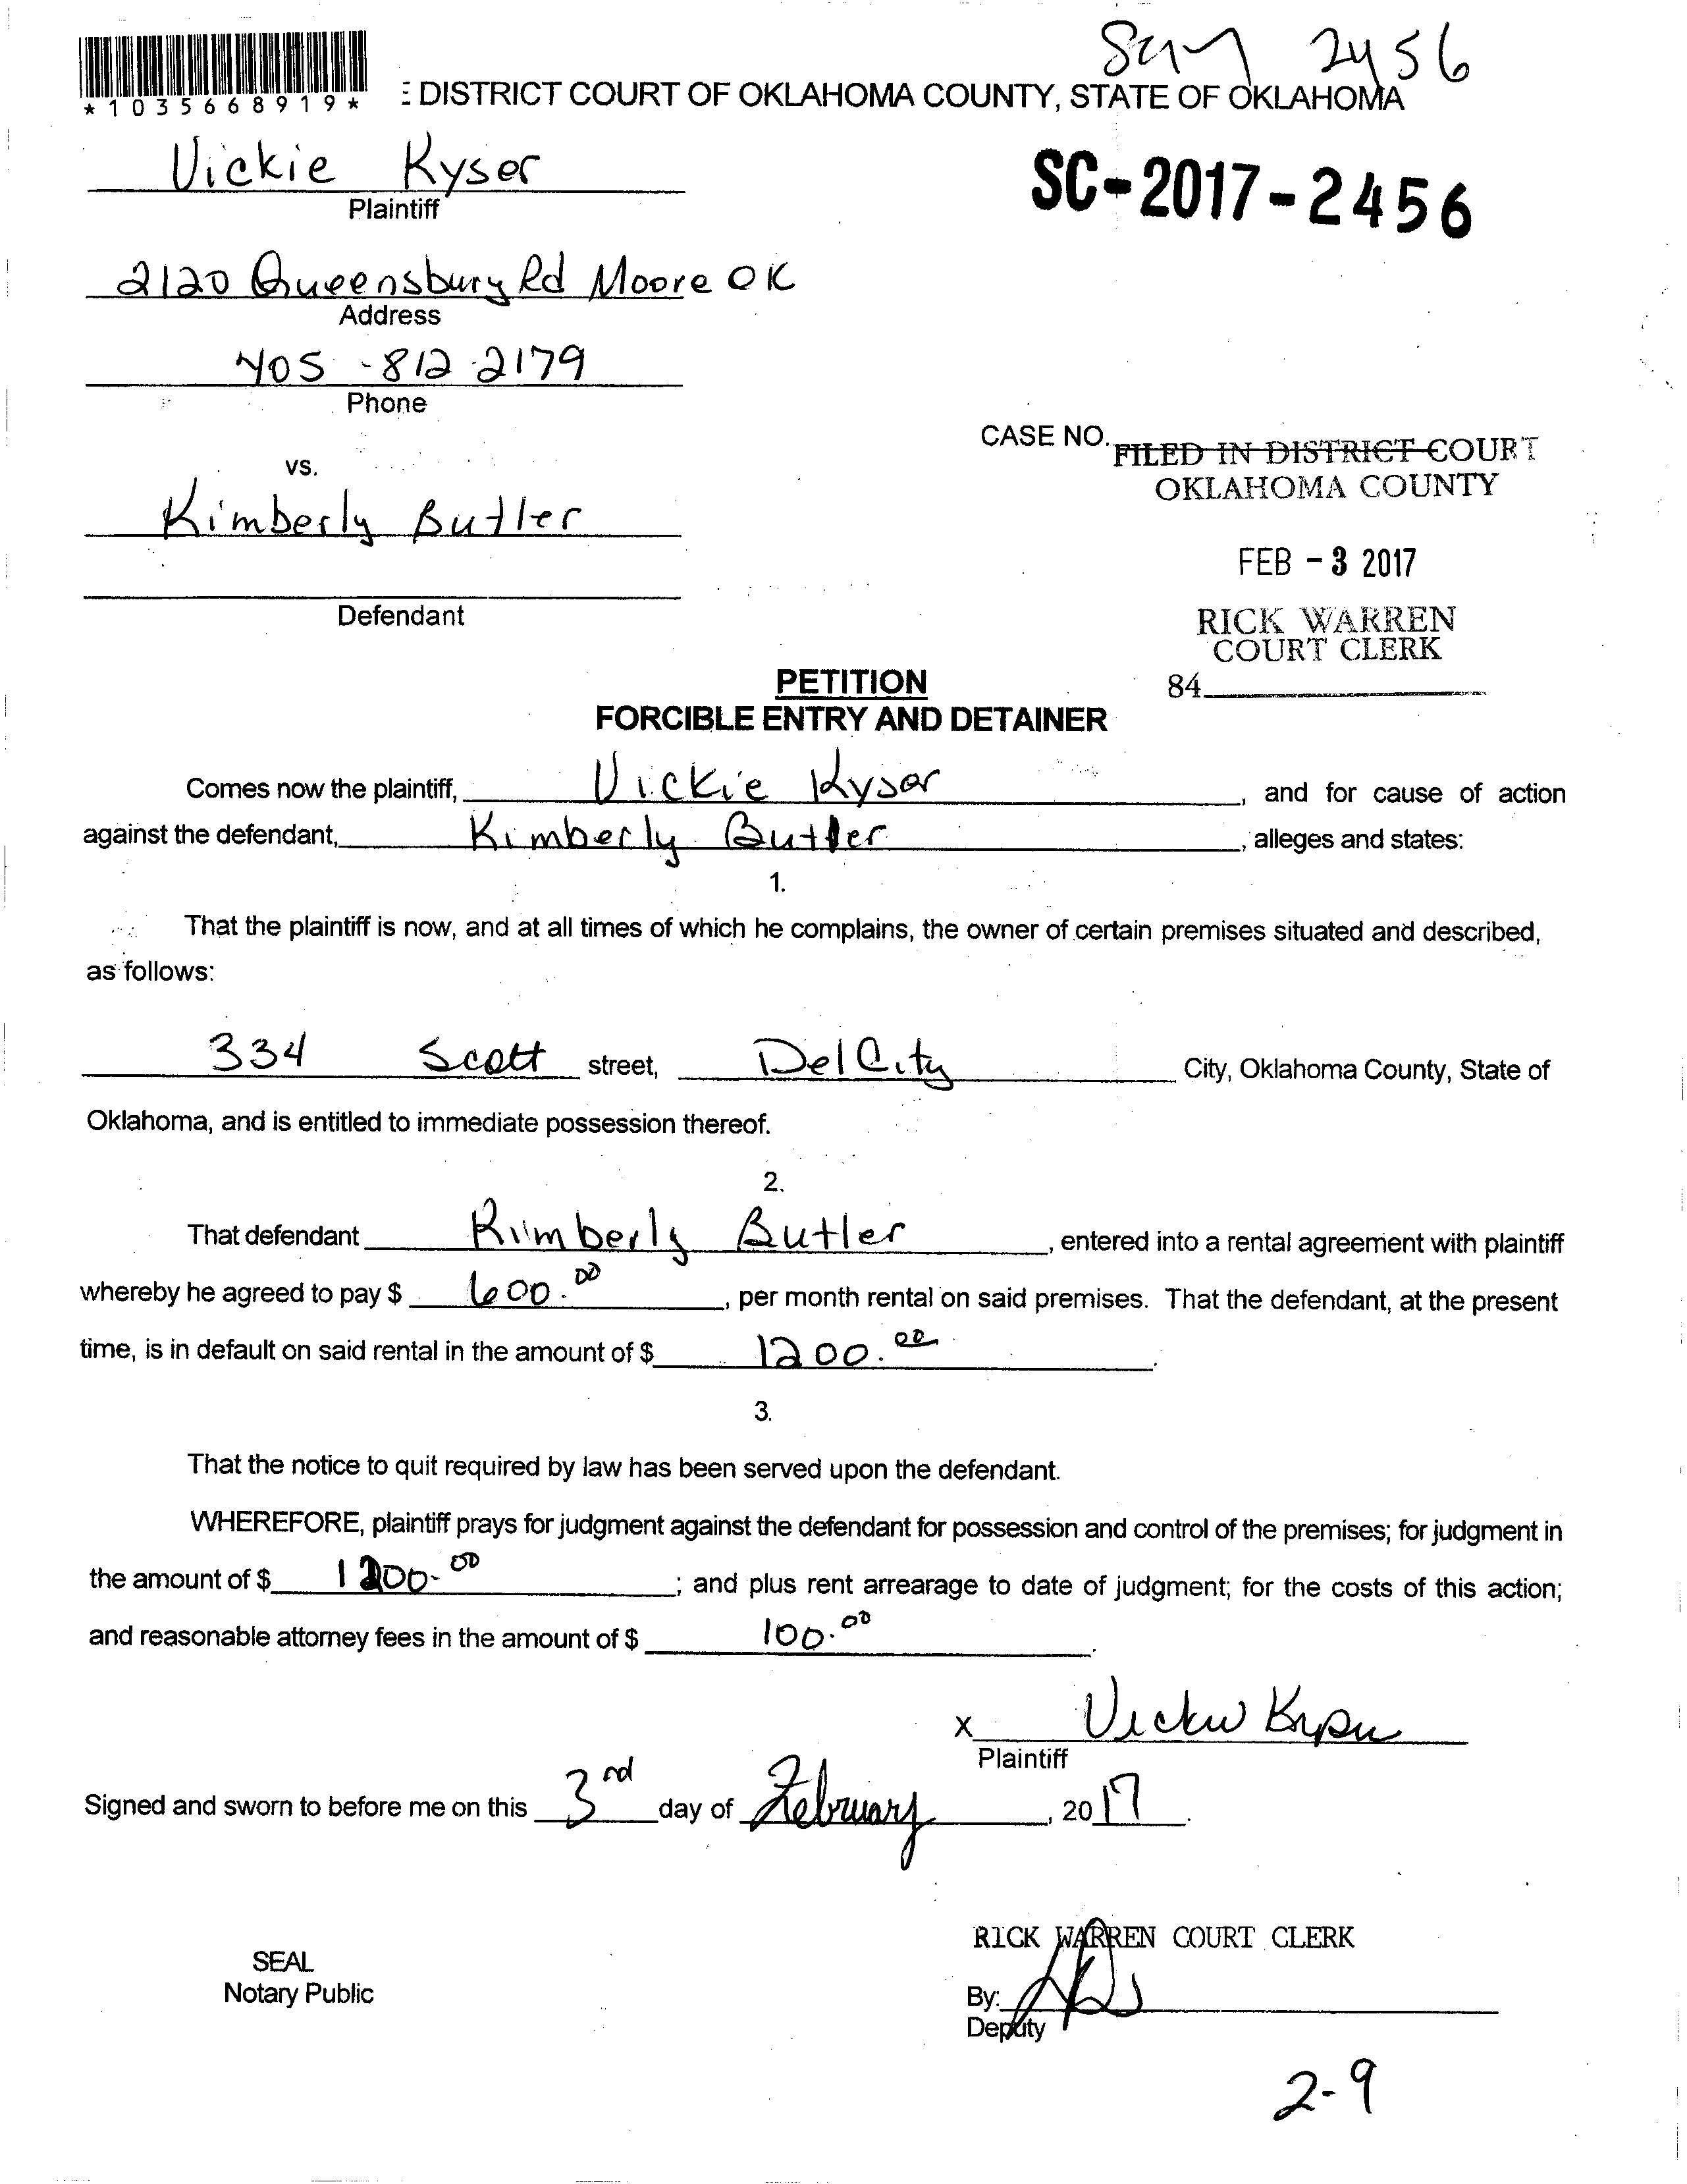 2456
*1035668919*
DISTRICT COURT OF OKLAHOMA COUNTY, STATE OF OKLAHOMA
Vickie Kyser
Plaintiff
SC-2017-2456
2120 Queensbury Rd Moore OK
Address
405-812-2179
Phone
CASE NO.
FILED IN DISTRICT COURT
OKLAHOMA COUNTY
vs.
Kimberly Butler
FEB - 3 2017
Defendant
RICK WARREN
COURT CLERK
84
PETITION
FORCIBLE ENTRY AND DETAINER
Comes now the plaintiff, Vickie Kyser, and for cause of action
against the defendant, Kimberly Butler, alleges and states:
1.
That the plaintiff is now, and at all times of which he complains, the owner of certain premises situated and described,
as follows:
334 Scott street, Del City City, Oklahoma County, State of
Oklahoma, and is entitled to immediate possession thereof.
2.
That defendant Kimberly Butler, entered into a rental agreement with plaintiff
whereby he agreed to pay $ 600.00, per month rental on said premises. That the defendant, at the present
time, is in default on said rental in the amount of $ 1200.00.
3.
That the notice to quit required by law has been served upon the defendant.
WHEREFORE, plaintiff prays for judgment against the defendant for possession and control of the premises; for judgment in
the amount of $ 1200.00; and plus rent arrearage to date of judgment; for the costs of this action;
and reasonable attorney fees in the amount of $ 100.00.
X Vickie Kyser
Plaintiff
Signed and sworn to before me on this 3rd day of February, 2017.
RICK WARREN COURT CLERK
SEAL
Notary Public
By:
Deputy
2-9